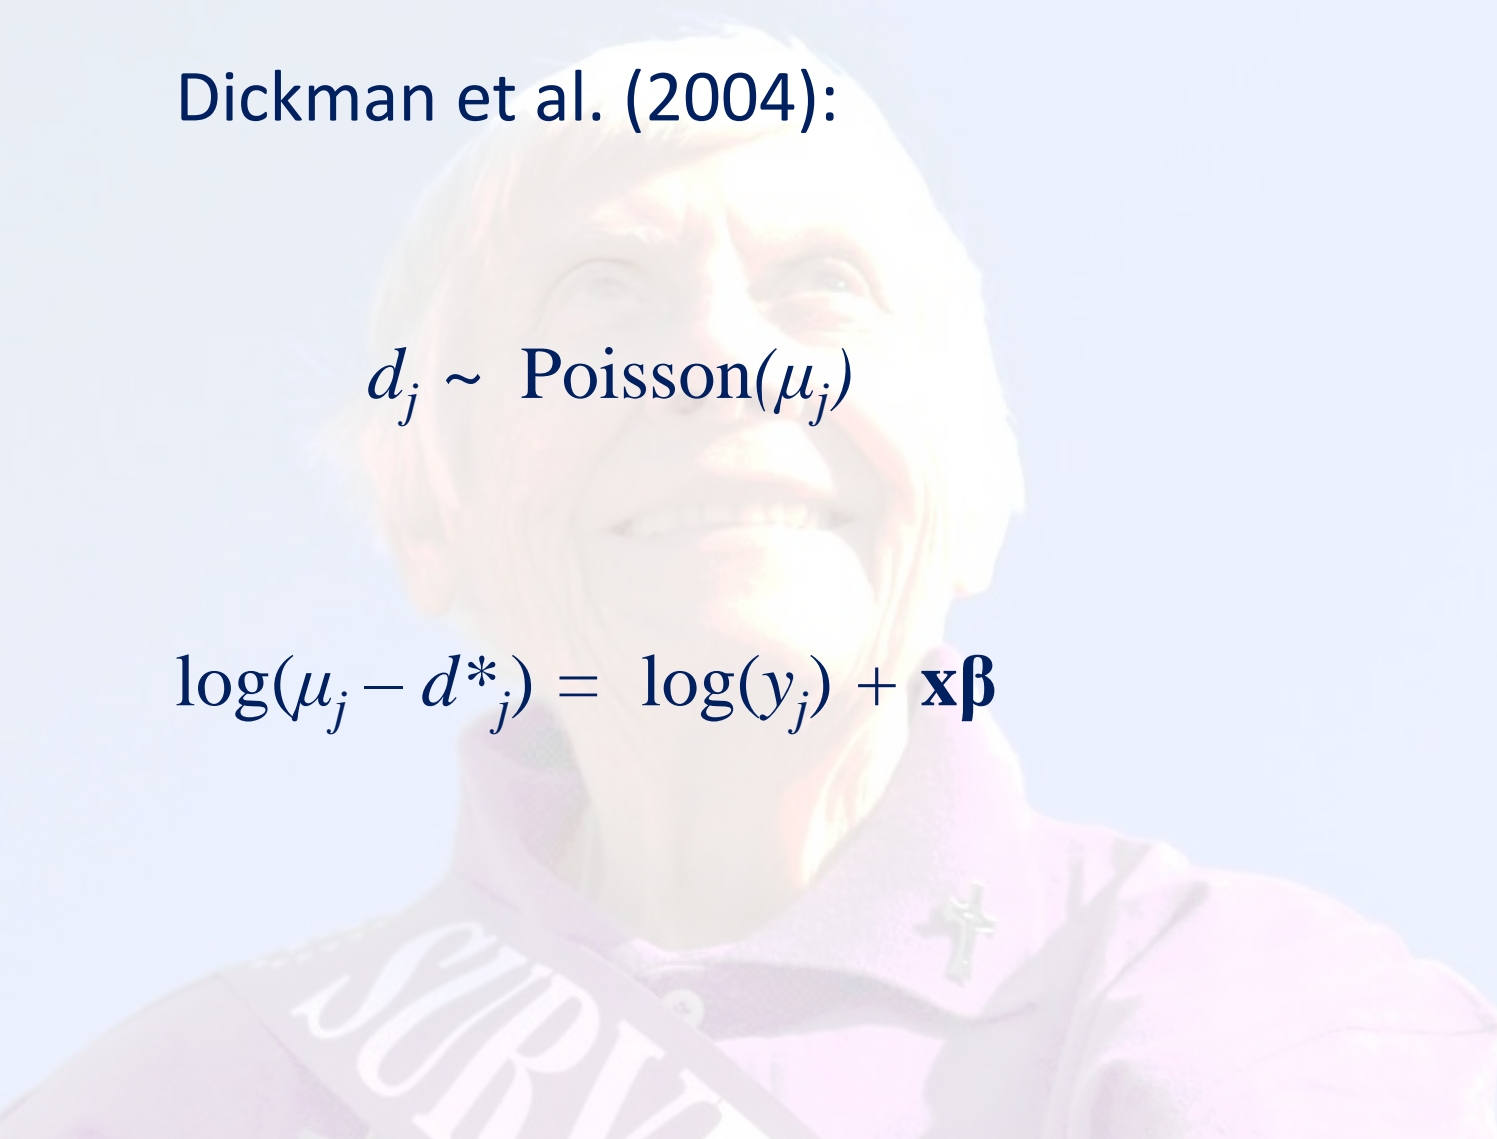 Dickman et al. (2004):
d_j ~ Poisson(μ_j)
log(μ_j – d*_j) = log(y_j) + xβ
SURV